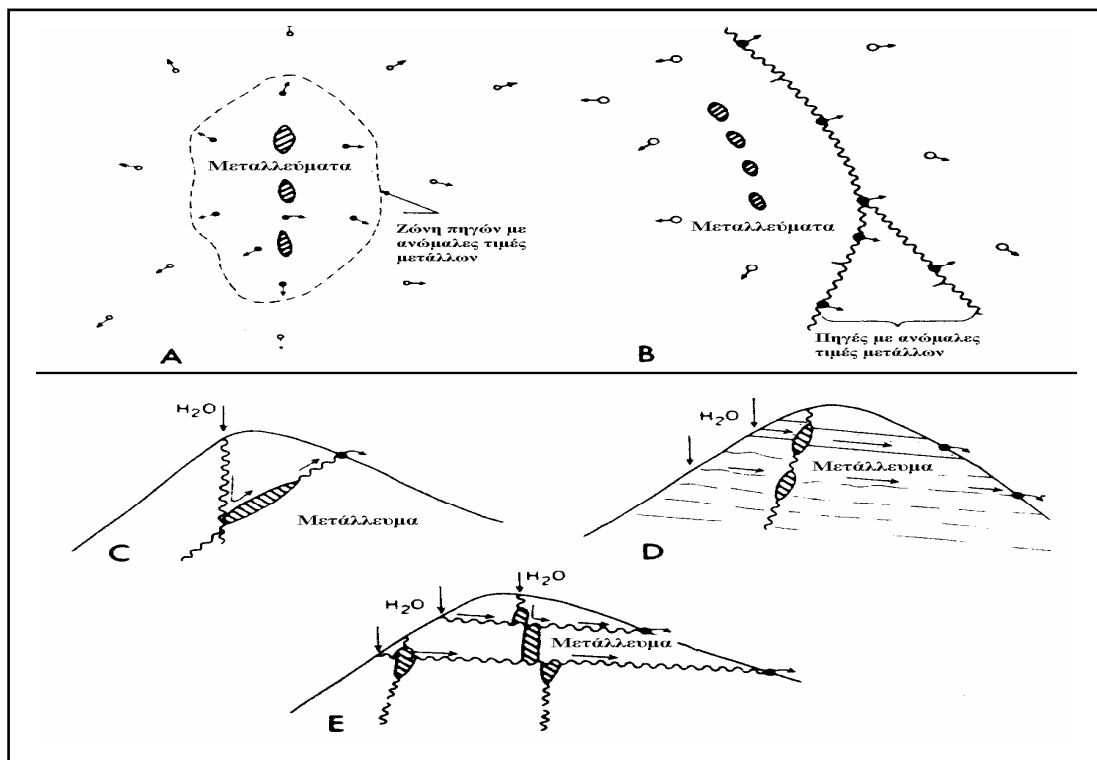 Μεταλλεύματα
Ζώνη πηγών με
ανώμαλες τιμές
μετάλλων
A
Μεταλλεύματα
Πηγές με ανώμαλες
τιμές μετάλλων
B
H₂O
Μετάλλευμα
C
H₂O
Μετάλλευμα
D
H₂O
H₂O
Μετάλλευμα
E